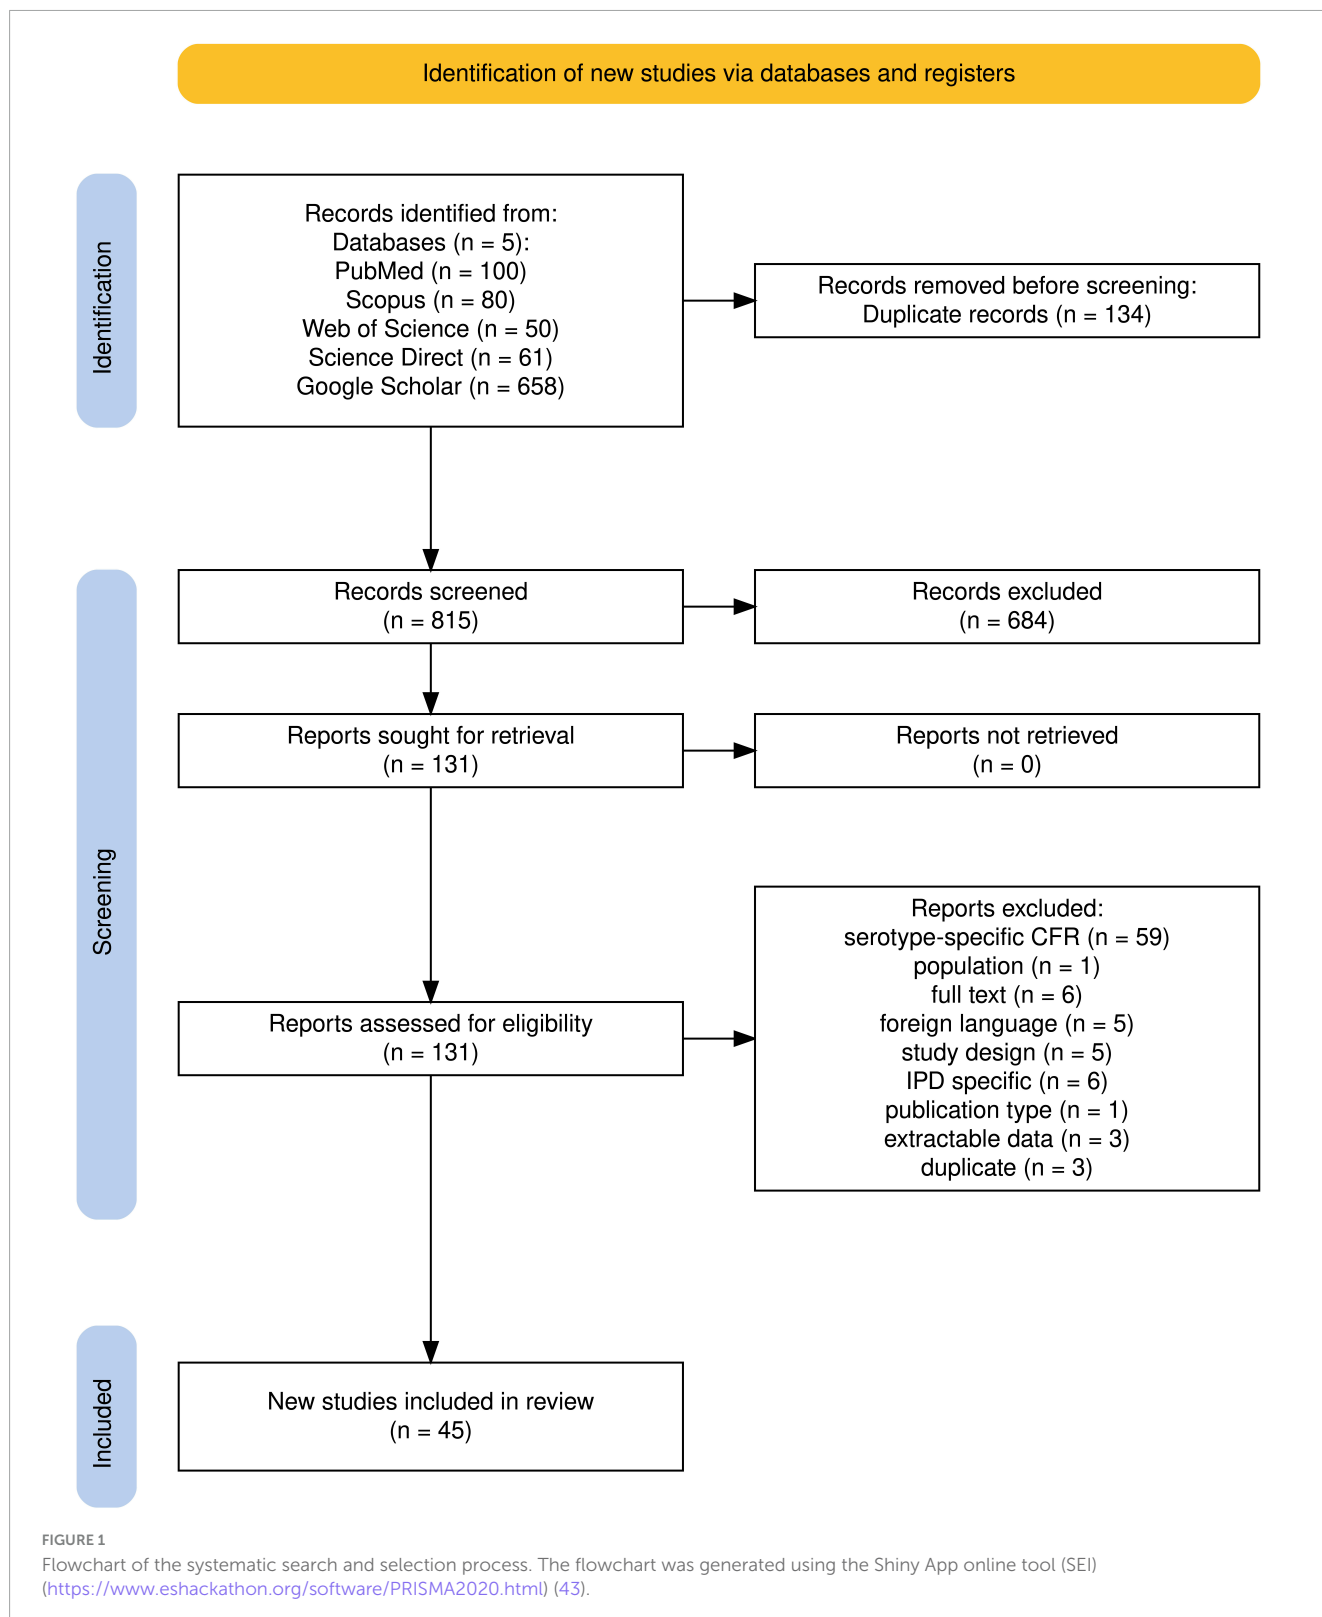 Identification of new studies via databases and registers
Identification
Records identified from:
Databases (n = 5):
PubMed (n = 100)
Scopus (n = 80)
Web of Science (n = 50)
Science Direct (n = 61)
Google Scholar (n = 658)
Records removed before screening:
Duplicate records (n = 134)
Screening
Records screened
(n = 815)
Records excluded
(n = 684)
Reports sought for retrieval
(n = 131)
Reports not retrieved
(n = 0)
Reports assessed for eligibility
(n = 131)
Reports excluded:
serotype-specific CFR (n = 59)
population (n = 1)
full text (n = 6)
foreign language (n = 5)
study design (n = 5)
IPD specific (n = 6)
publication type (n = 1)
extractable data (n = 3)
duplicate (n = 3)
Included
New studies included in review
(n = 45)
FIGURE 1
Flowchart of the systematic search and selection process. The flowchart was generated using the Shiny App online tool (SEI)
(https://www.eshackathon.org/software/PRISMA2020.html) (43).